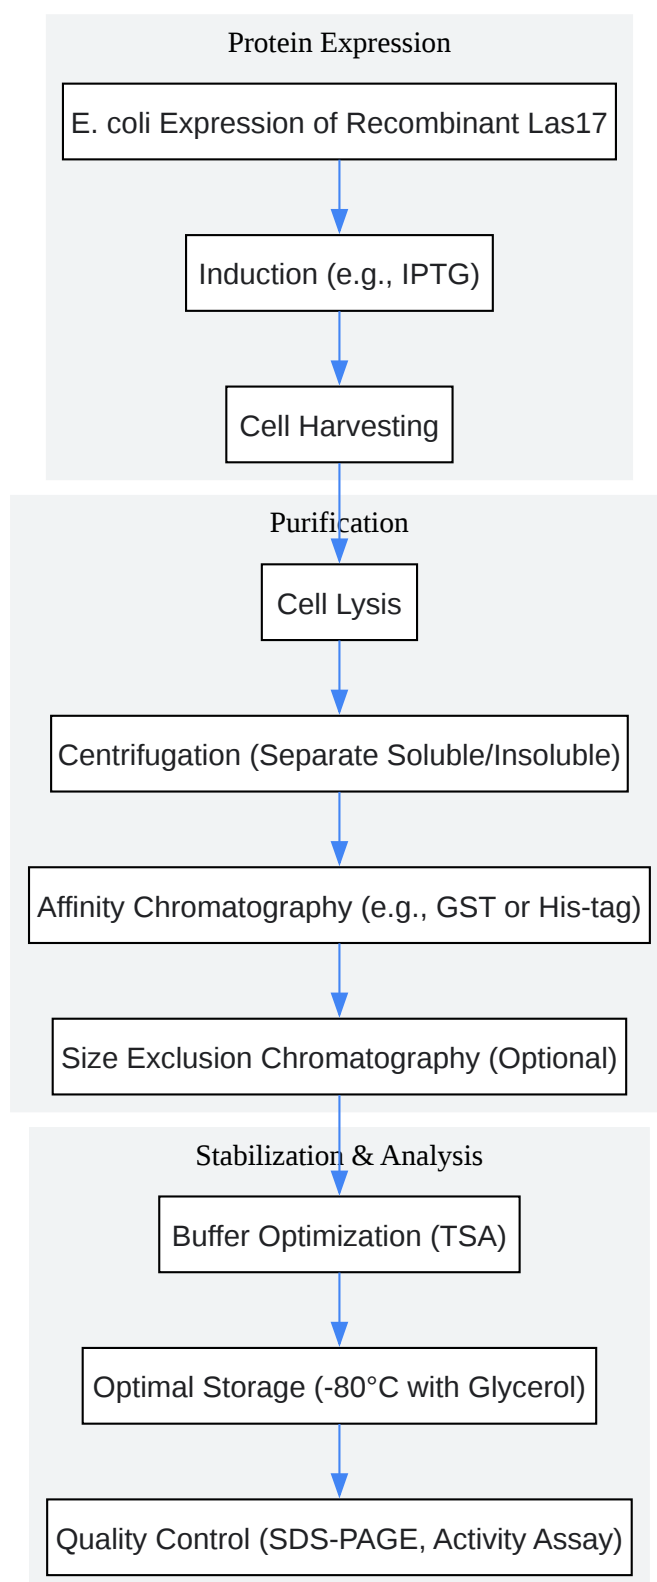 Protein Expression
E. coli Expression of Recombinant Las17
Induction (e.g., IPTG)
Cell Harvesting
Purification
Cell Lysis
Centrifugation (Separate Soluble/Insoluble)
Affinity Chromatography (e.g., GST or His-tag)
Size Exclusion Chromatography (Optional)
Stabilization & Analysis
Buffer Optimization (TSA)
Optimal Storage (-80°C with Glycerol)
Quality Control (SDS-PAGE, Activity Assay)